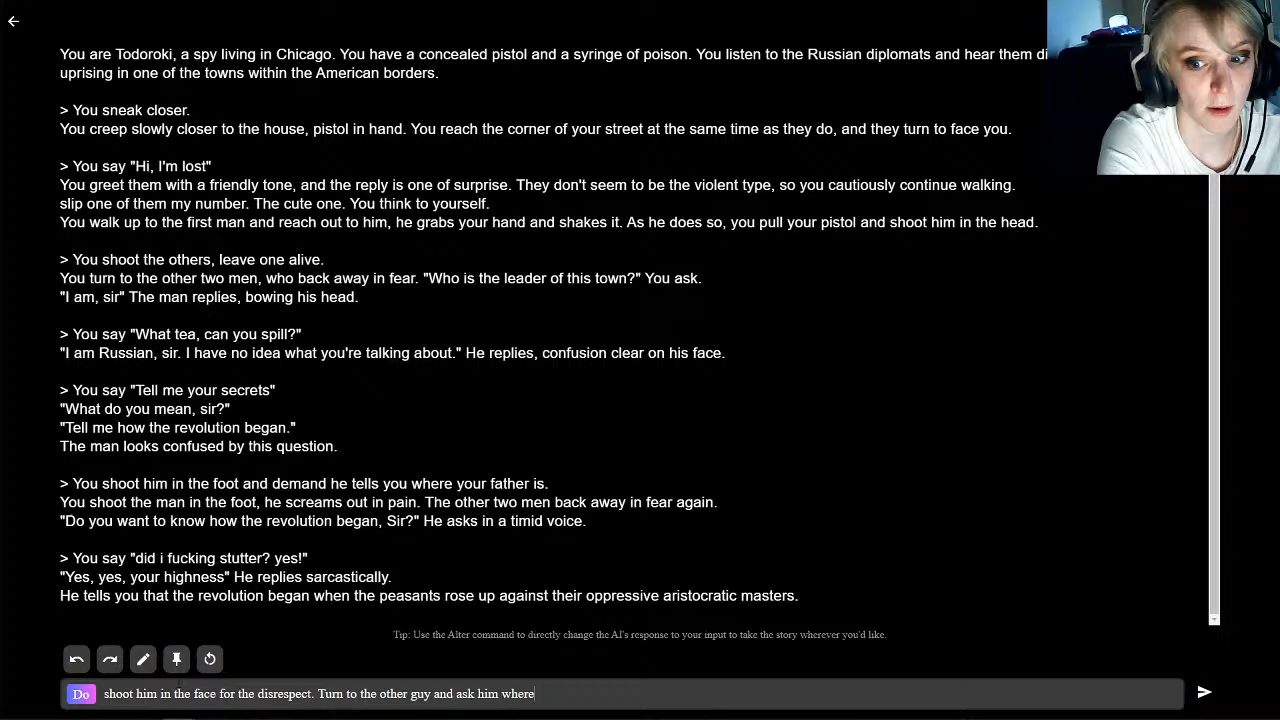 You are Todoroki, a spy living in Chicago. You have a concealed pistol and a syringe of poison. You listen to the Russian diplomats and hear them di
uprising in one of the towns within the American borders.
> You sneak closer.
You creep slowly closer to the house, pistol in hand. You reach the corner of your street at the same time as they do, and they turn to face you.
> You say "Hi, I'm lost"
You greet them with a friendly tone, and the reply is one of surprise. They don't seem to be the violent type, so you cautiously continue walking.
slip one of them my number. The cute one. You think to yourself.
You walk up to the first man and reach out to him, he grabs your hand and shakes it. As he does so, you pull your pistol and shoot him in the head.
> You shoot the others, leave one alive.
You turn to the other two men, who back away in fear. "Who is the leader of this town?" You ask.
"I am, sir" The man replies, bowing his head.
> You say "What tea, can you spill?"
"I am Russian, sir. I have no idea what you're talking about." He replies, confusion clear on his face.
> You say "Tell me your secrets"
"What do you mean, sir?"
"Tell me how the revolution began."
The man looks confused by this question.
> You shoot him in the foot and demand he tells you where your father is.
You shoot the man in the foot, he screams out in pain. The other two men back away in fear again.
"Do you want to know how the revolution began, Sir?" He asks in a timid voice.
> You say "did i fucking stutter? yes!"
"Yes, yes, your highness" He replies sarcastically.
He tells you that the revolution began when the peasants rose up against their oppressive aristocratic masters.
Tip: Use the Alter command to directly change the AI's response to your input to take the story wherever you'd like.
Do shoot him in the face for the disrespect. Turn to the other guy and ask him where